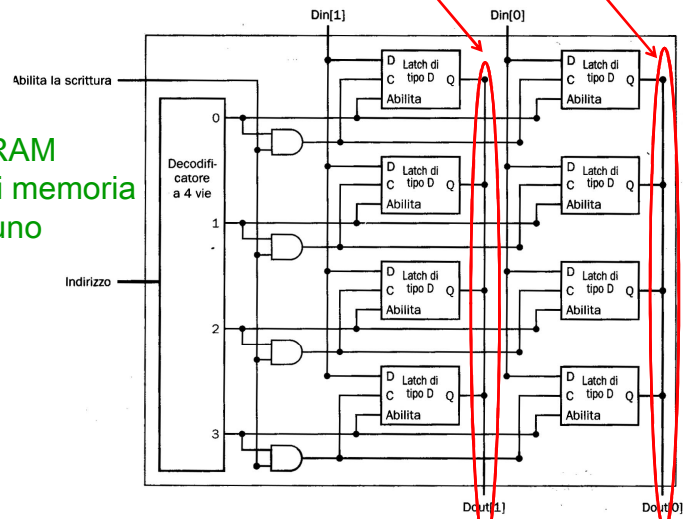 Din[1] Din[0]
Abilita la scrittura
RAM
i memoria
uno
Decodifi-
catore
a 4 vie
Indirizzo
0
1
2
3
D Latch di
C tipo D Q
Abilita
D Latch di
C tipo D Q
Abilita
D Latch di
C tipo D Q
Abilita
D Latch di
C tipo D Q
Abilita
D Latch di
C tipo D Q
Abilita
D Latch di
C tipo D Q
Abilita
D Latch di
C tipo D Q
Abilita
D Latch di
C tipo D Q
Abilita
Dout[1] Dout[0]